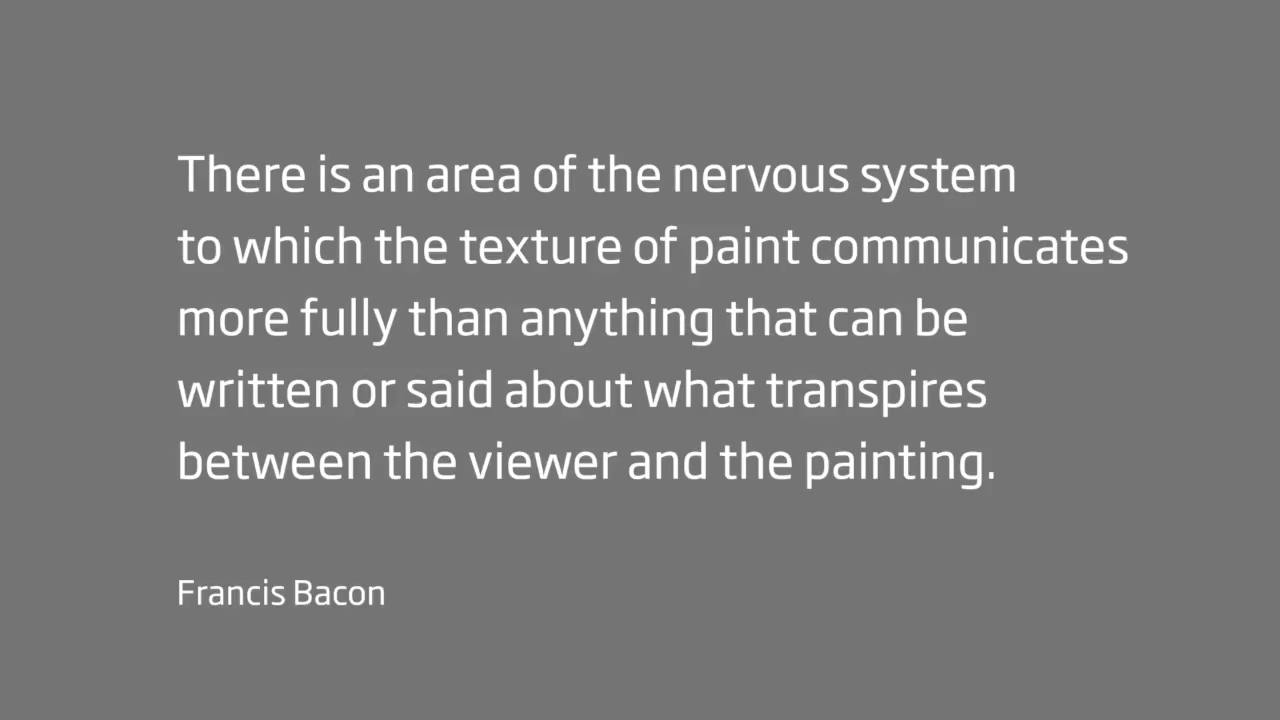 There is an area of the nervous system
to which the texture of paint communicates
more fully than anything that can be
written or said about what transpires
between the viewer and the painting.
Francis Bacon